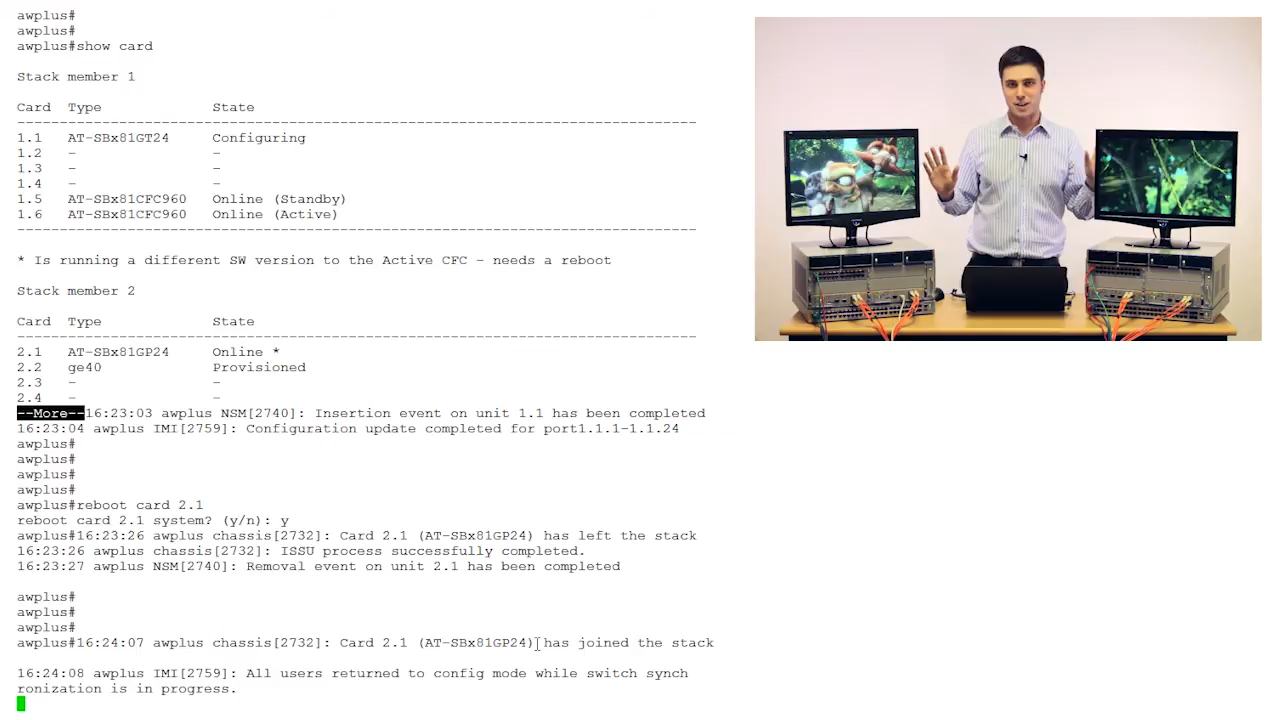 awplus#
awplus#
awplus#show card
Stack member 1
Card Type State
--------------------------------------------------------------------------------
1.1 AT-SBx81GT24 Configuring
1.2 - -
1.3 - -
1.4 - -
1.5 AT-SBx81CFC960 Online (Standby)
1.6 AT-SBx81CFC960 Online (Active)
--------------------------------------------------------------------------------
* Is running a different SW version to the Active CFC - needs a reboot
Stack member 2
Card Type State
--------------------------------------------------------------------------------
2.1 AT-SBx81GP24 Online *
2.2 ge40 Provisioned
2.3 - -
2.4 - -
--More--16:23:03 awplus NSM[2740]: Insertion event on unit 1.1 has been completed
16:23:04 awplus IMI[2759]: Configuration update completed for port1.1.1-1.1.24
awplus#
awplus#
awplus#
awplus#
awplus#reboot card 2.1
reboot card 2.1 system? (y/n): y
awplus#16:23:26 awplus chassis[2732]: Card 2.1 (AT-SBx81GP24) has left the stack
16:23:26 awplus chassis[2732]: ISSU process successfully completed.
16:23:27 awplus NSM[2740]: Removal event on unit 2.1 has been completed
awplus#
awplus#
awplus#
awplus#16:24:07 awplus chassis[2732]: Card 2.1 (AT-SBx81GP24) has joined the stack
16:24:08 awplus IMI[2759]: All users returned to config mode while switch synch
ronization is in progress.